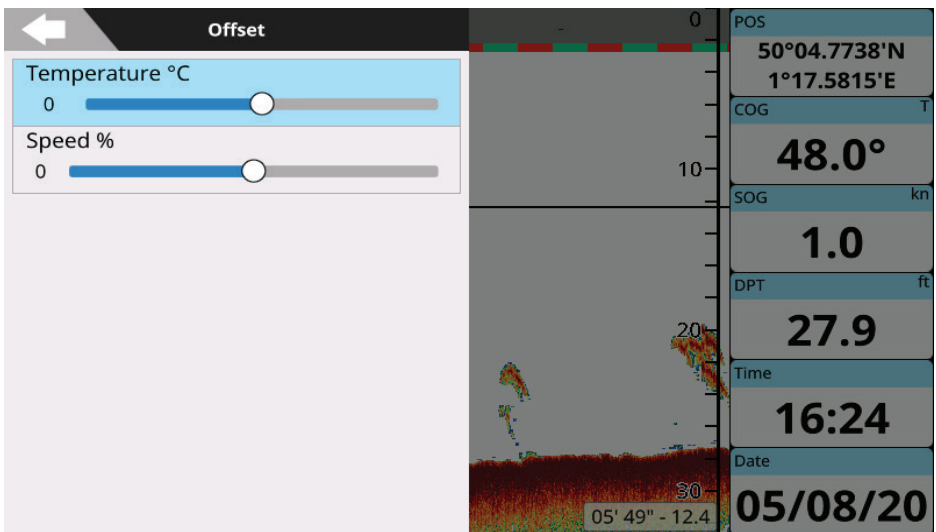 Offset
Temperature °C
0
Speed %
0
0
10
20
30
05' 49" - 12.4
POS
50°04.7738'N
1°17.5815'E
COG T
48.0°
SOG kn
1.0
DPT ft
27.9
Time
16:24
Date
05/08/20